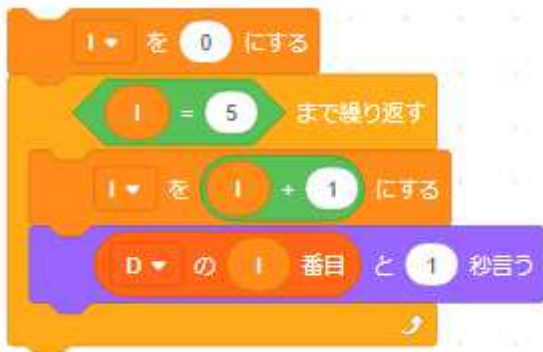 I を 0 にする
I = 5 まで繰り返す
I を I + 1 にする
D の I 番目 と 1 秒言う